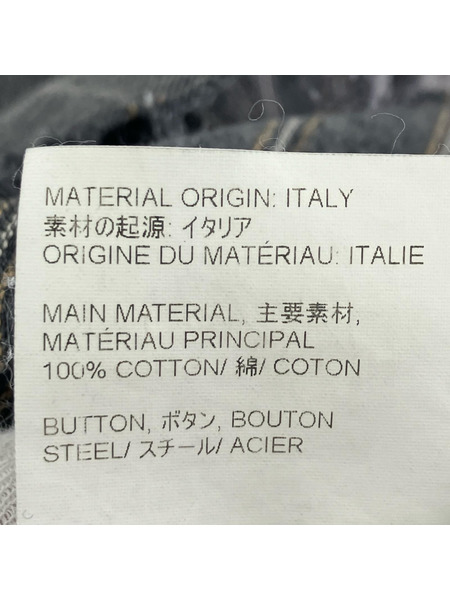 MATERIAL ORIGIN: ITALY
素材の起源: イタリア
ORIGINE DU MATÉRIAU: ITALIE
MAIN MATERIAL, 主要素材,
MATÉRIAU PRINCIPAL
100% COTTON/ 綿/ COTON
BUTTON, ボタン, BOUTON
STEEL/ スチール/ ACIER